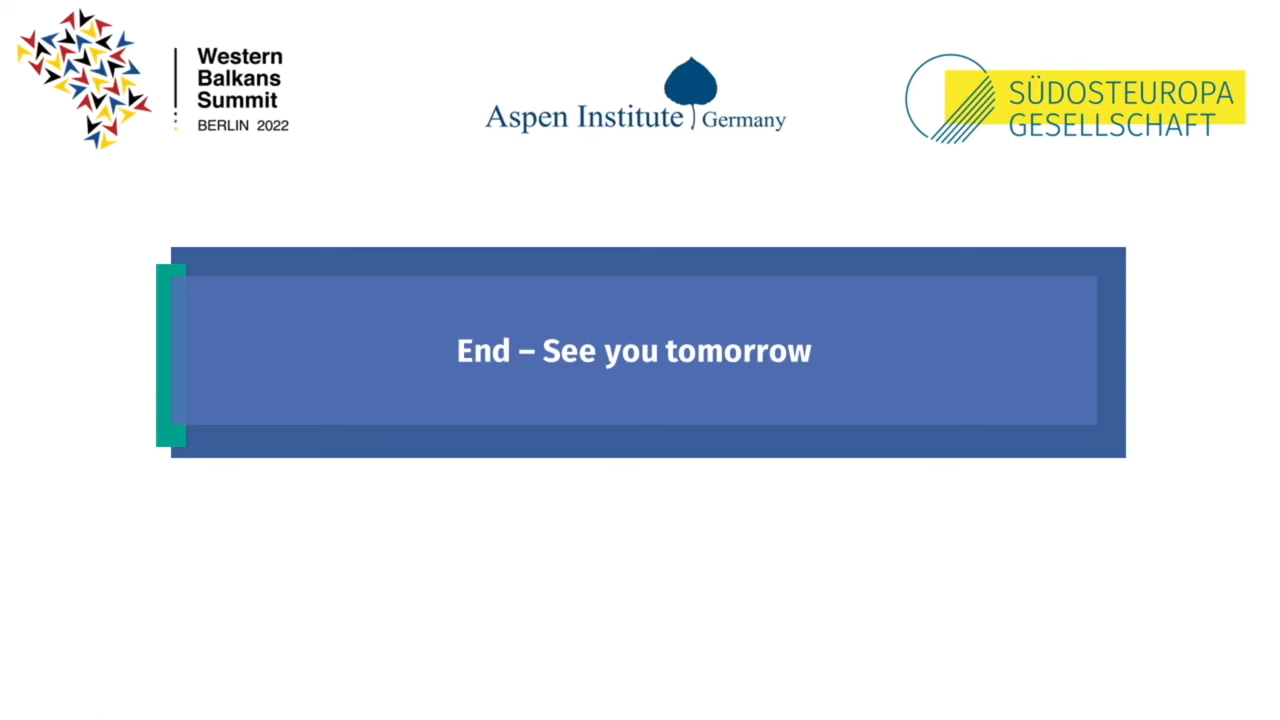 Western
Balkans
Summit
BERLIN 2022
Aspen Institute Germany
SÜDOSTEUROPA
GESELLSCHAFT
End – See you tomorrow